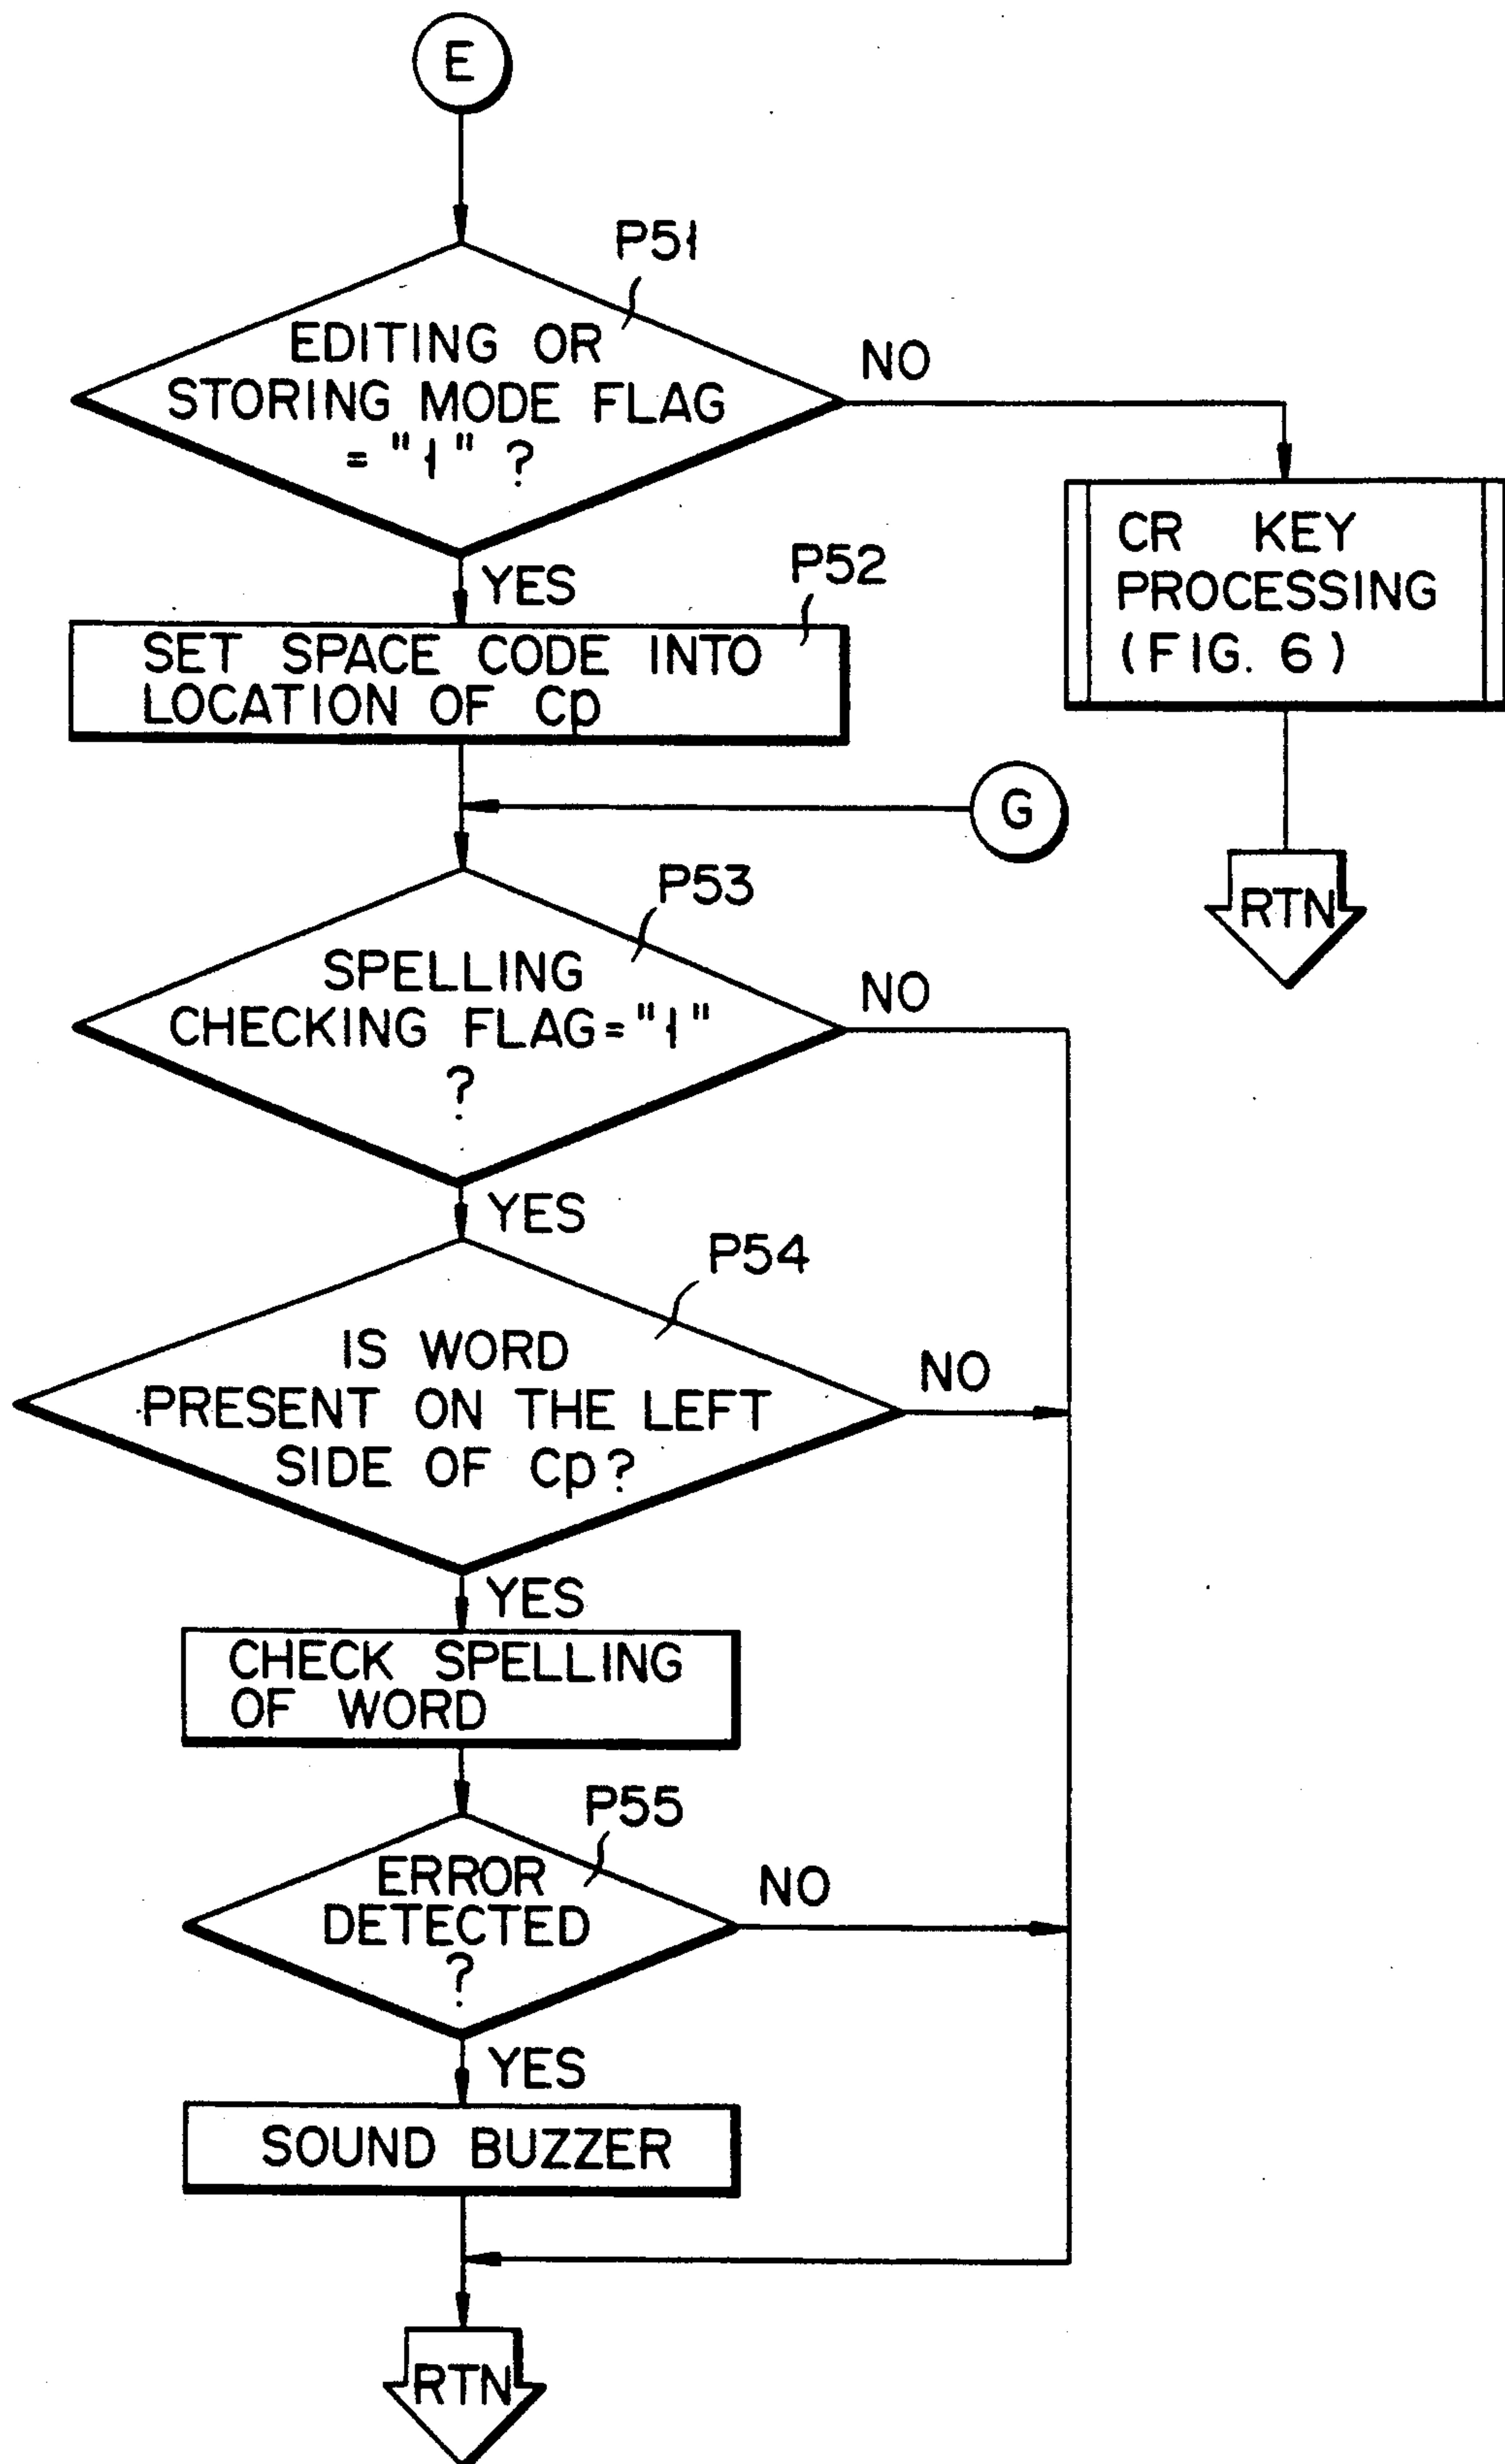 E
P51
EDITING OR
STORING MODE FLAG
= "1" ?
NO
CR KEY
PROCESSING
(FIG. 6)
RTN
YES
P52
SET SPACE CODE INTO
LOCATION OF Cp
G
P53
SPELLING
CHECKING FLAG="1"
?
NO
YES
P54
IS WORD
PRESENT ON THE LEFT
SIDE OF Cp?
NO
YES
CHECK SPELLING
OF WORD
P55
ERROR
DETECTED
?
NO
YES
SOUND BUZZER
RTN